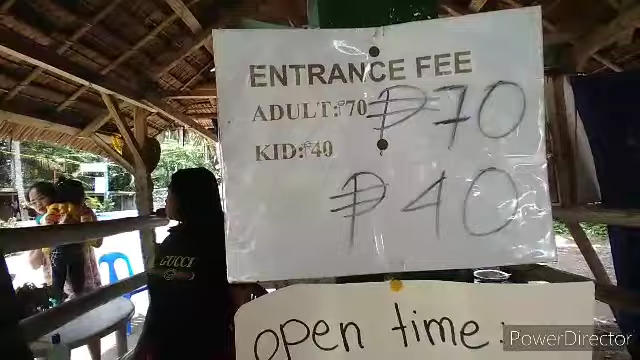 ENTRANCE FEE
ADULT:₱70 ₱70
KID:₱40
₱40
open time:
GUCCI
PowerDirector